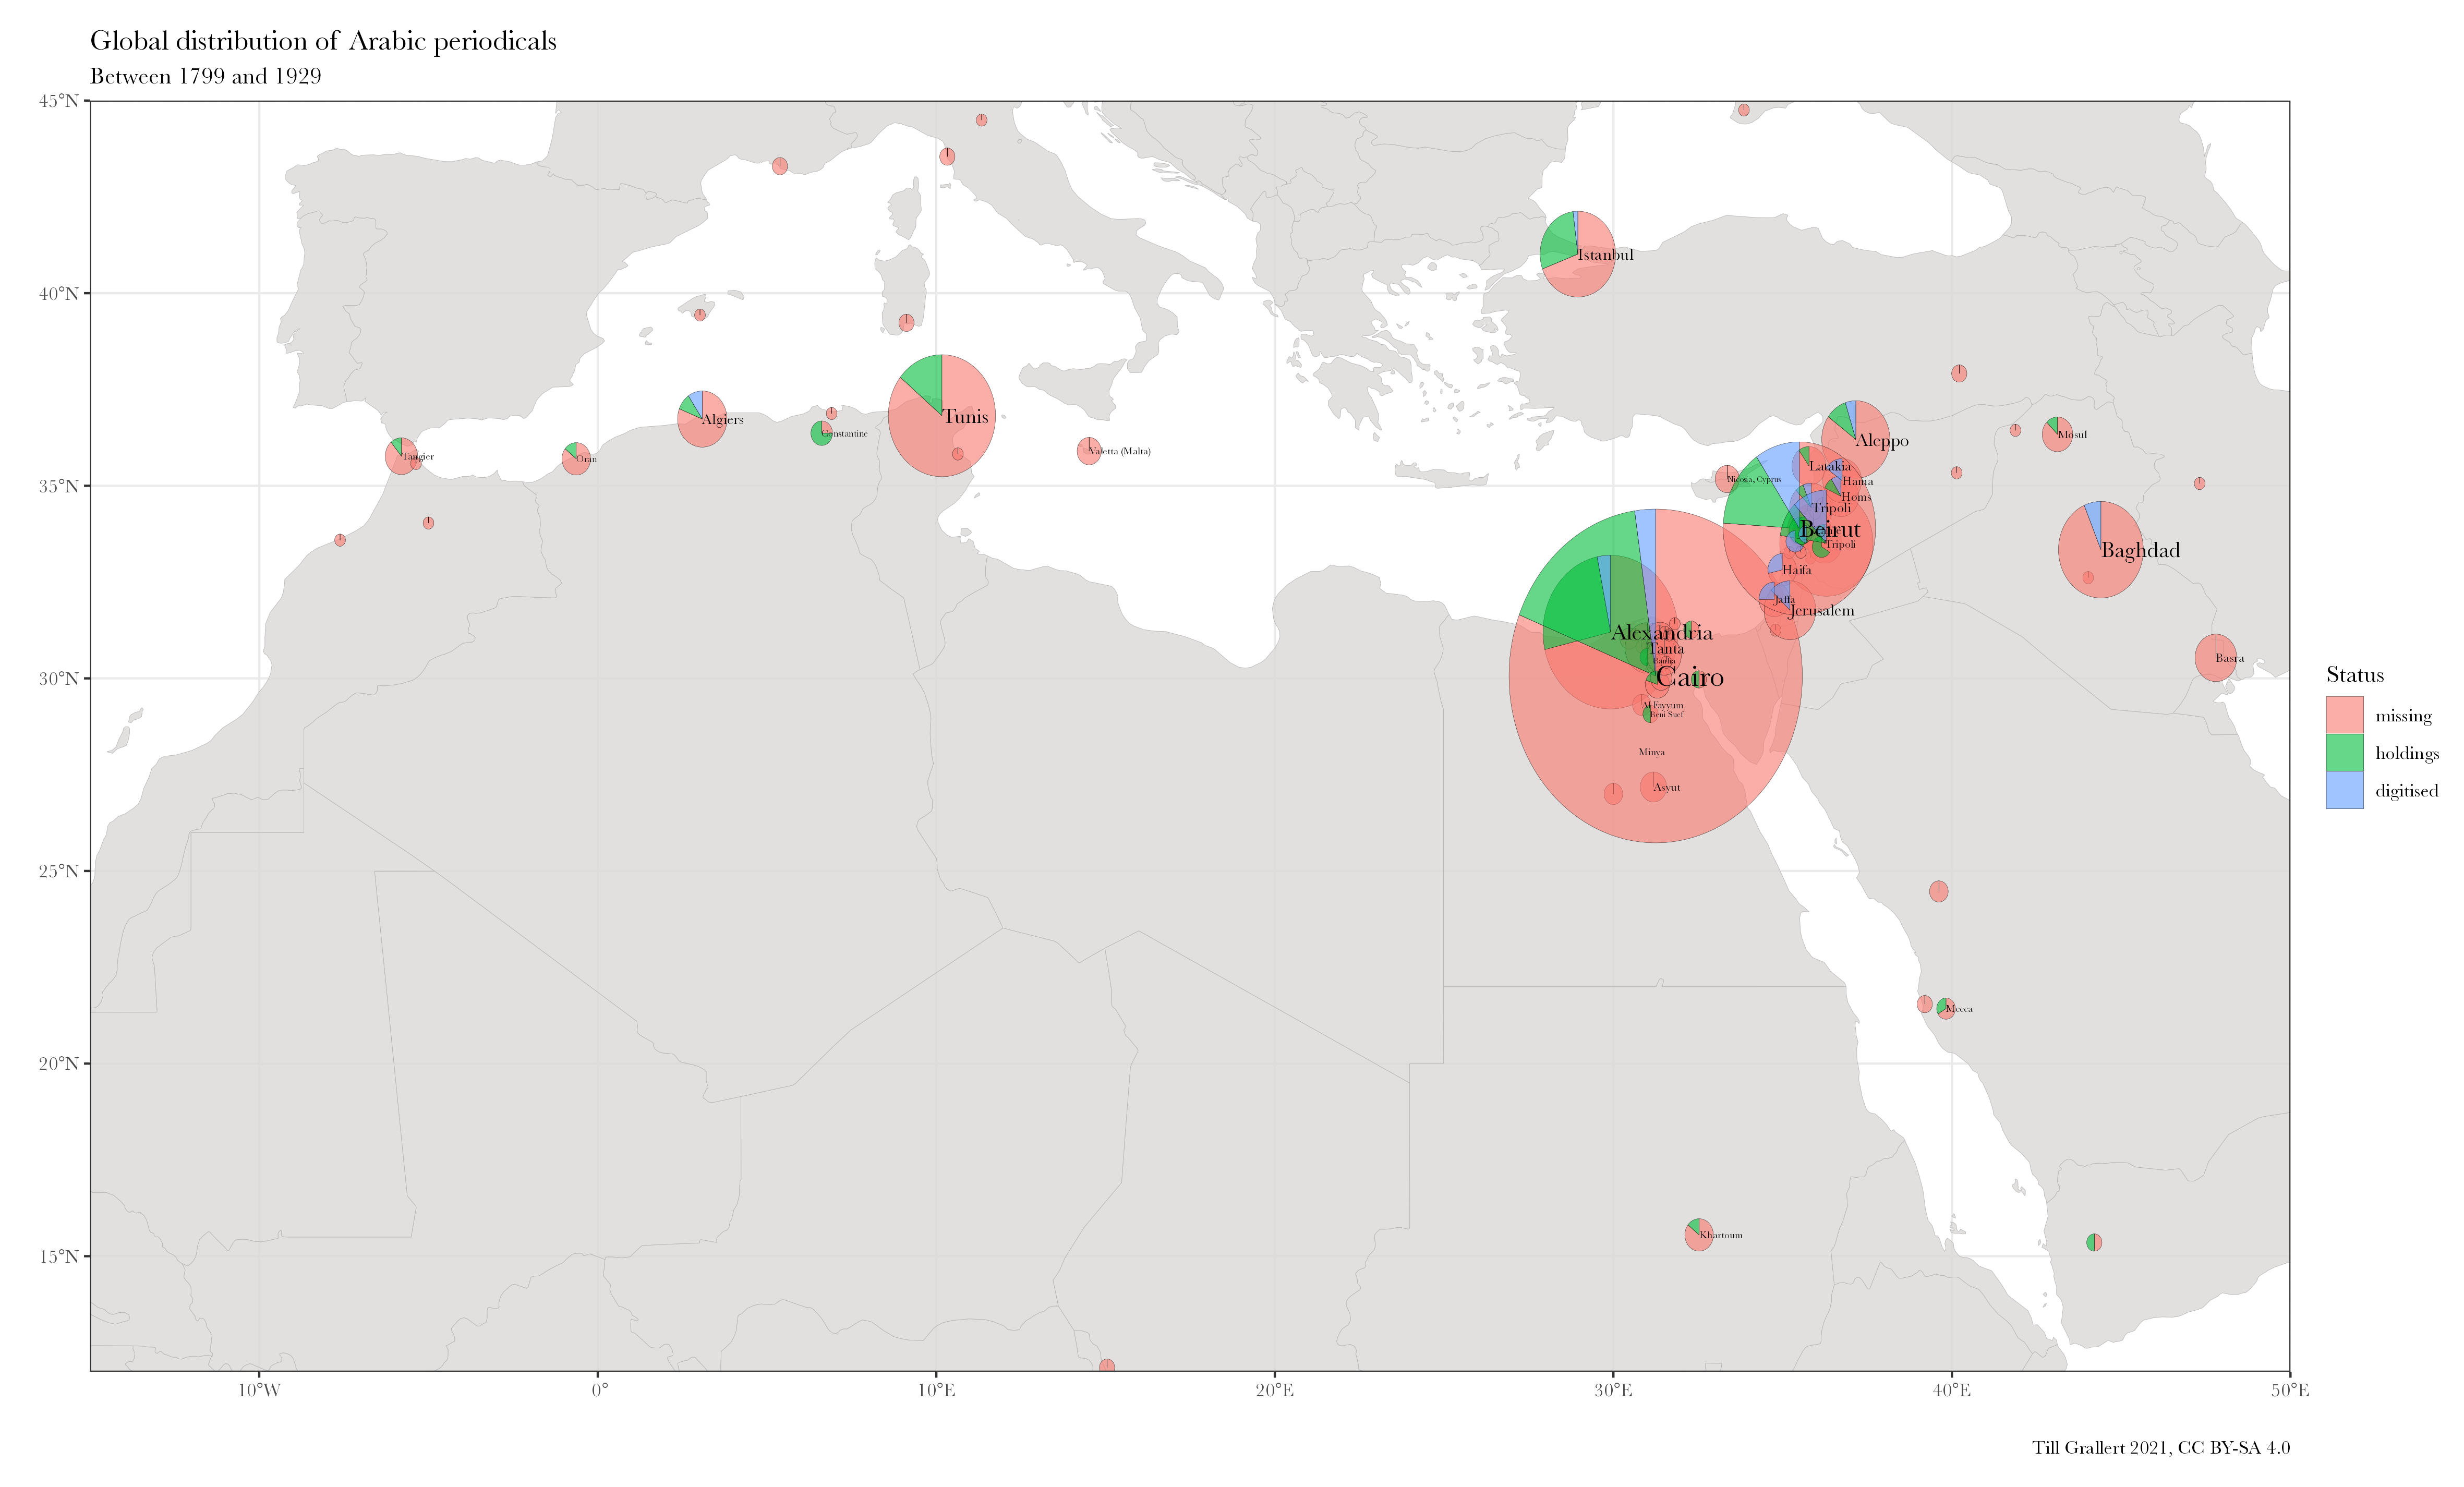 Global distribution of Arabic periodicals
Between 1799 and 1929
45°N
40°N
35°N
30°N
25°N
20°N
15°N
10°W
0°
10°E
20°E
30°E
40°E
50°E
Istanbul
Algiers
Tunis
Constantine
Tangier
Oran
Valetta (Malta)
Aleppo
Mosul
Latakia
Nicosia, Cyprus
Hama
Homs
Tripoli
Beirut
Tripoli
Baghdad
Haifa
Jaffa
Jerusalem
Alexandria
Tanta
Banha
Cairo
Basra
Al Fayyum
Beni Suef
Minya
Asyut
Mecca
Khartoum
Status
missing
holdings
digitised
Till Grallert 2021, CC BY-SA 4.0